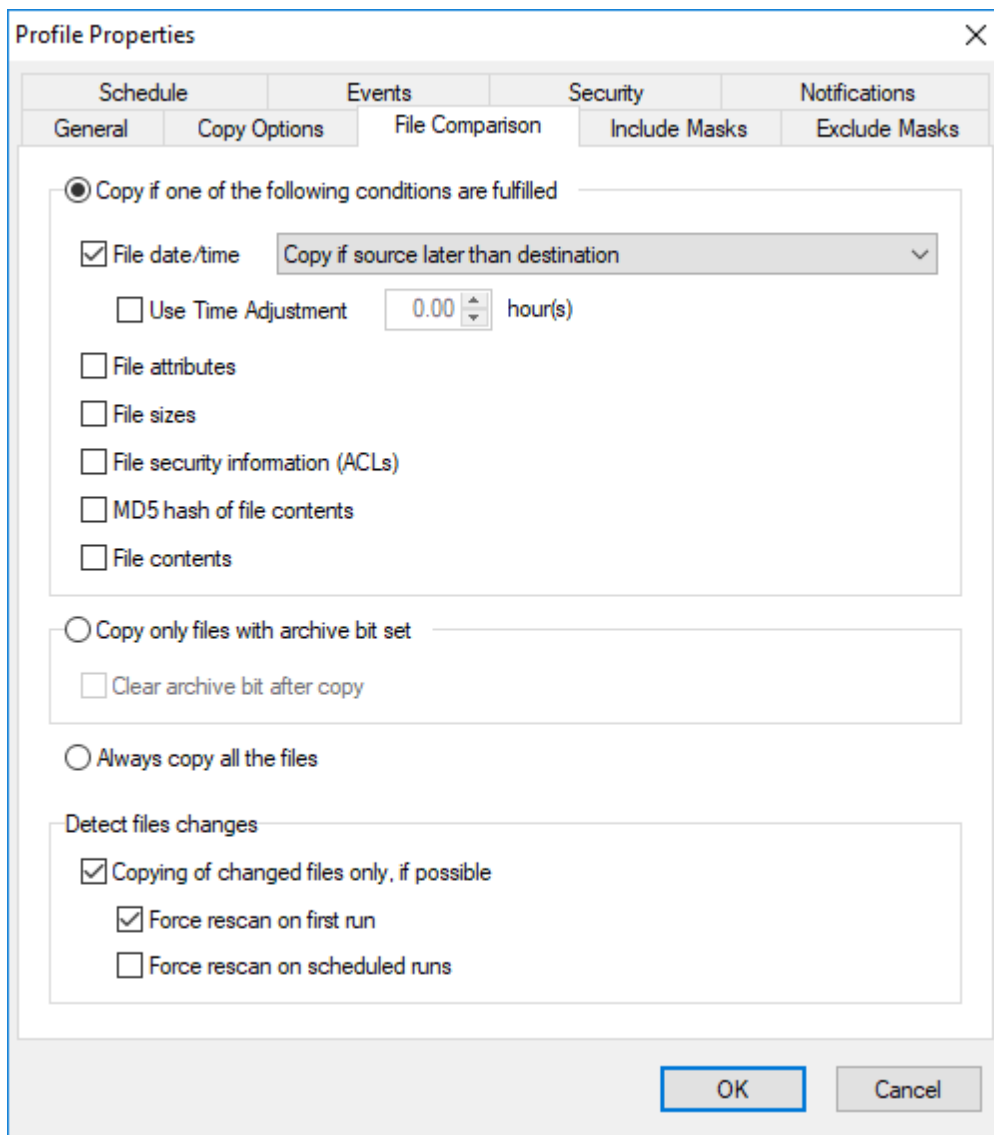 Profile Properties
Schedule Events Security Notifications
General Copy Options File Comparison Include Masks Exclude Masks
Copy if one of the following conditions are fulfilled
File date/time Copy if source later than destination
Use Time Adjustment 0.00 hour(s)
File attributes
File sizes
File security information (ACLs)
MD5 hash of file contents
File contents
Copy only files with archive bit set
Clear archive bit after copy
Always copy all the files
Detect files changes
Copying of changed files only, if possible
Force rescan on first run
Force rescan on scheduled runs
OK Cancel